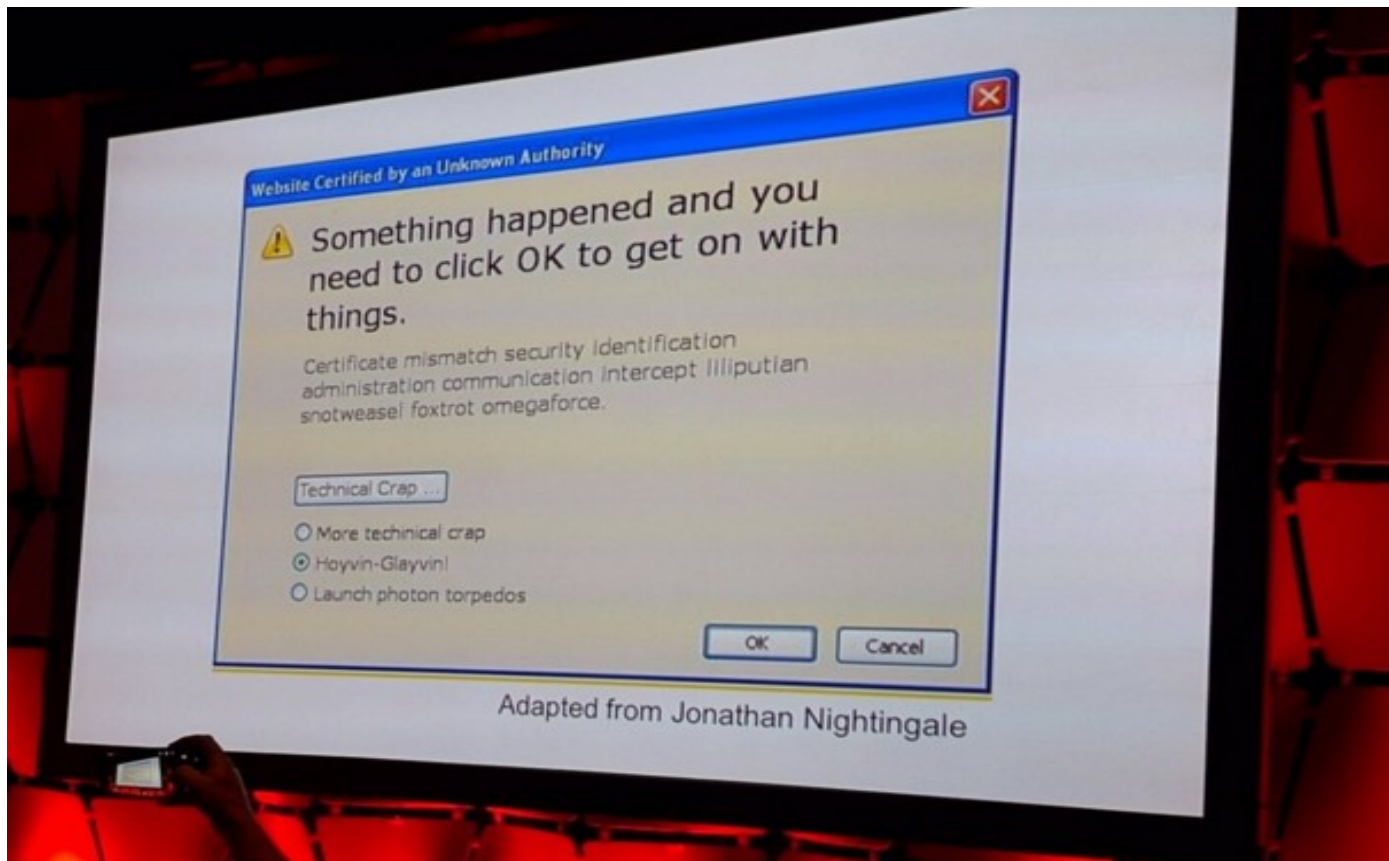 Website Certified by an Unknown Authority
Something happened and you
need to click OK to get on with
things.
Certificate mismatch security identification
administration communication intercept liliputian
snotweasel foxtrot omegaforce.
Technical Crap ...
More techinical crap
Hoyvin-Glayvin!
Launch photon torpedos
OK
Cancel
Adapted from Jonathan Nightingale